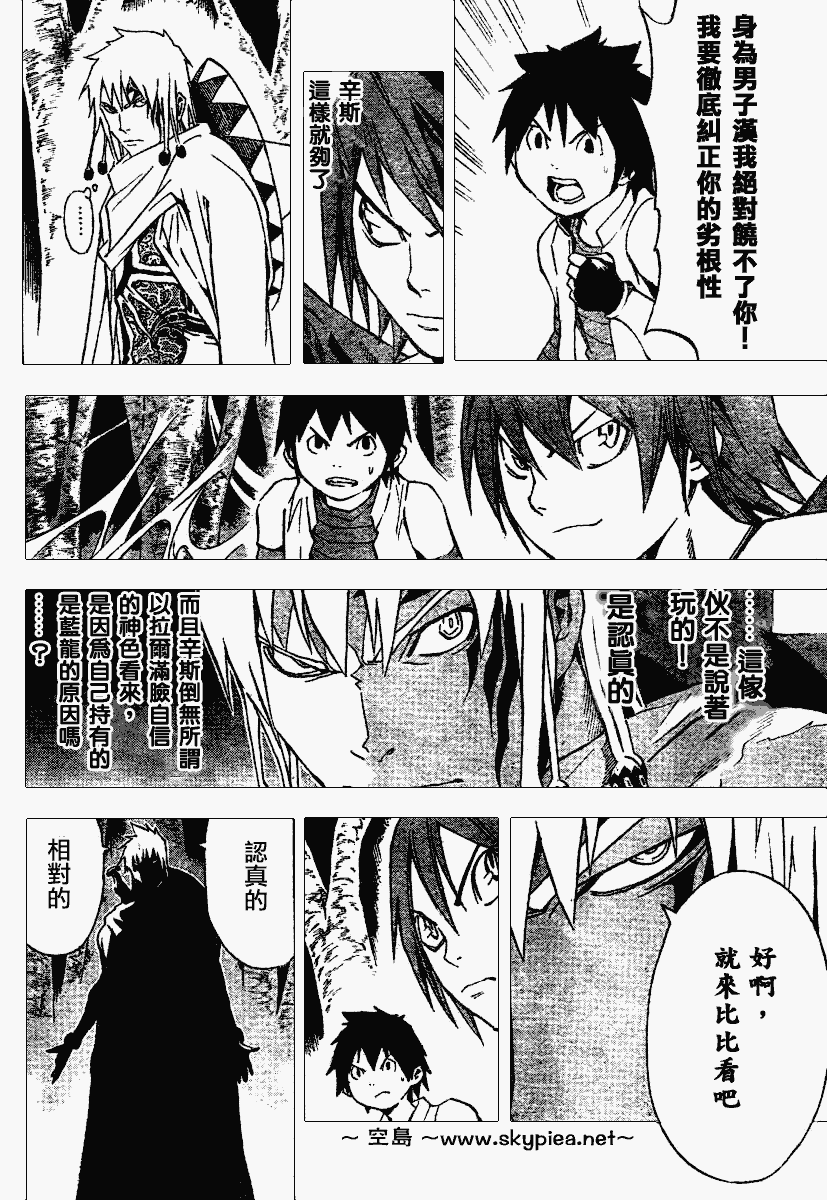 身為男子漢我絕對饒不了你！
我要徹底糾正你的劣根性
辛斯
這樣就夠了
……
……這傢
伙不是說著
玩的！
是認真的
而且辛斯倒無所謂
以拉爾滿臉自信
的神色看來，
是因為自己持有的
是藍龍的原因嗎
……？
好啊，
就來比比看吧
認真的
相對的
～ 空島 ～www.skypiea.net～